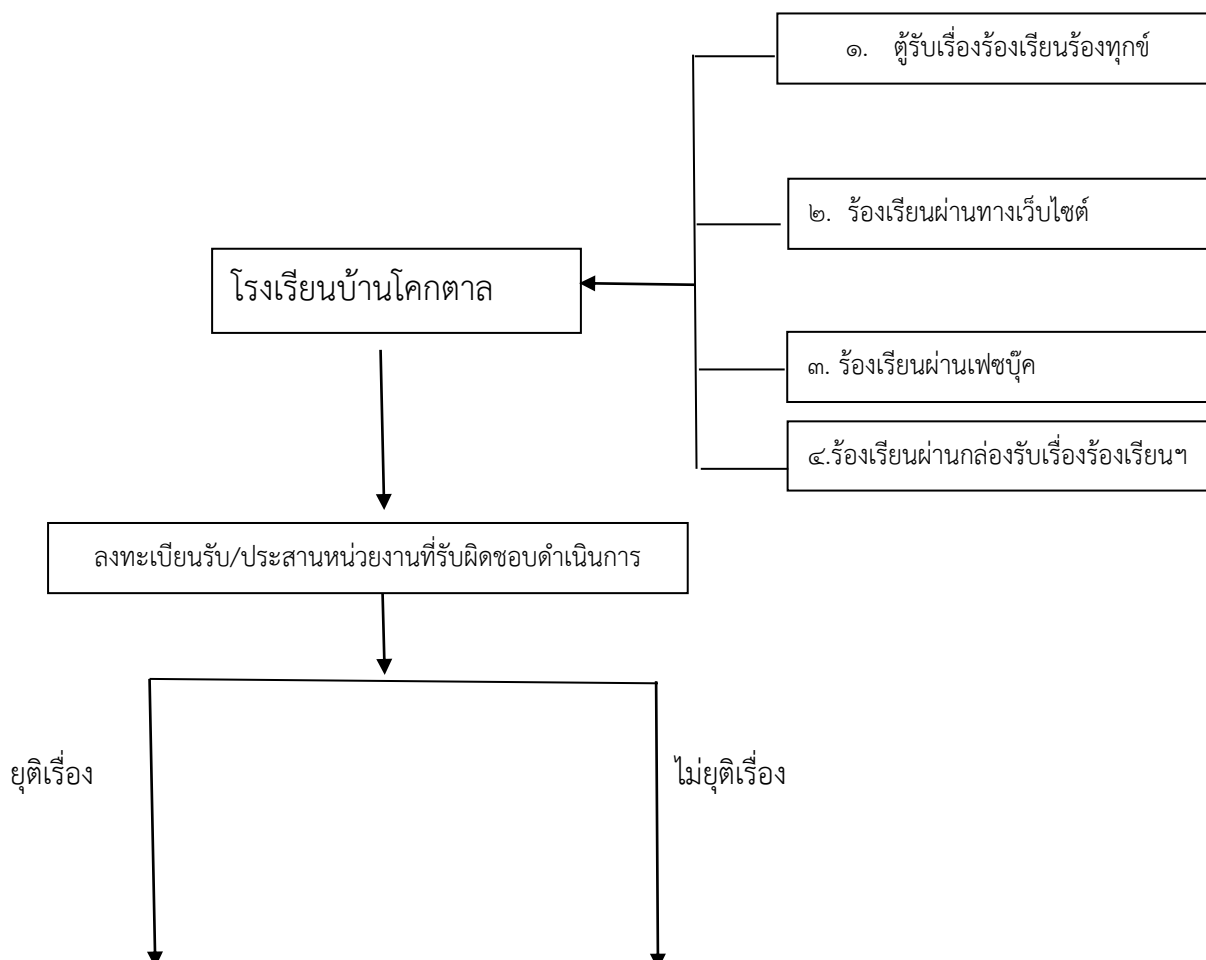 ๑. ตู้รับเรื่องร้องเรียนร้องทุกข์
๒. ร้องเรียนผ่านทางเว็บไซต์
โรงเรียนบ้านโคกตาล
๓. ร้องเรียนผ่านเฟซบุ๊ค
๔.ร้องเรียนผ่านกล่องรับเรื่องร้องเรียนฯ
ลงทะเบียนรับ/ประสานหน่วยงานที่รับผิดชอบดำเนินการ
ยุติเรื่อง
ไม่ยุติเรื่อง